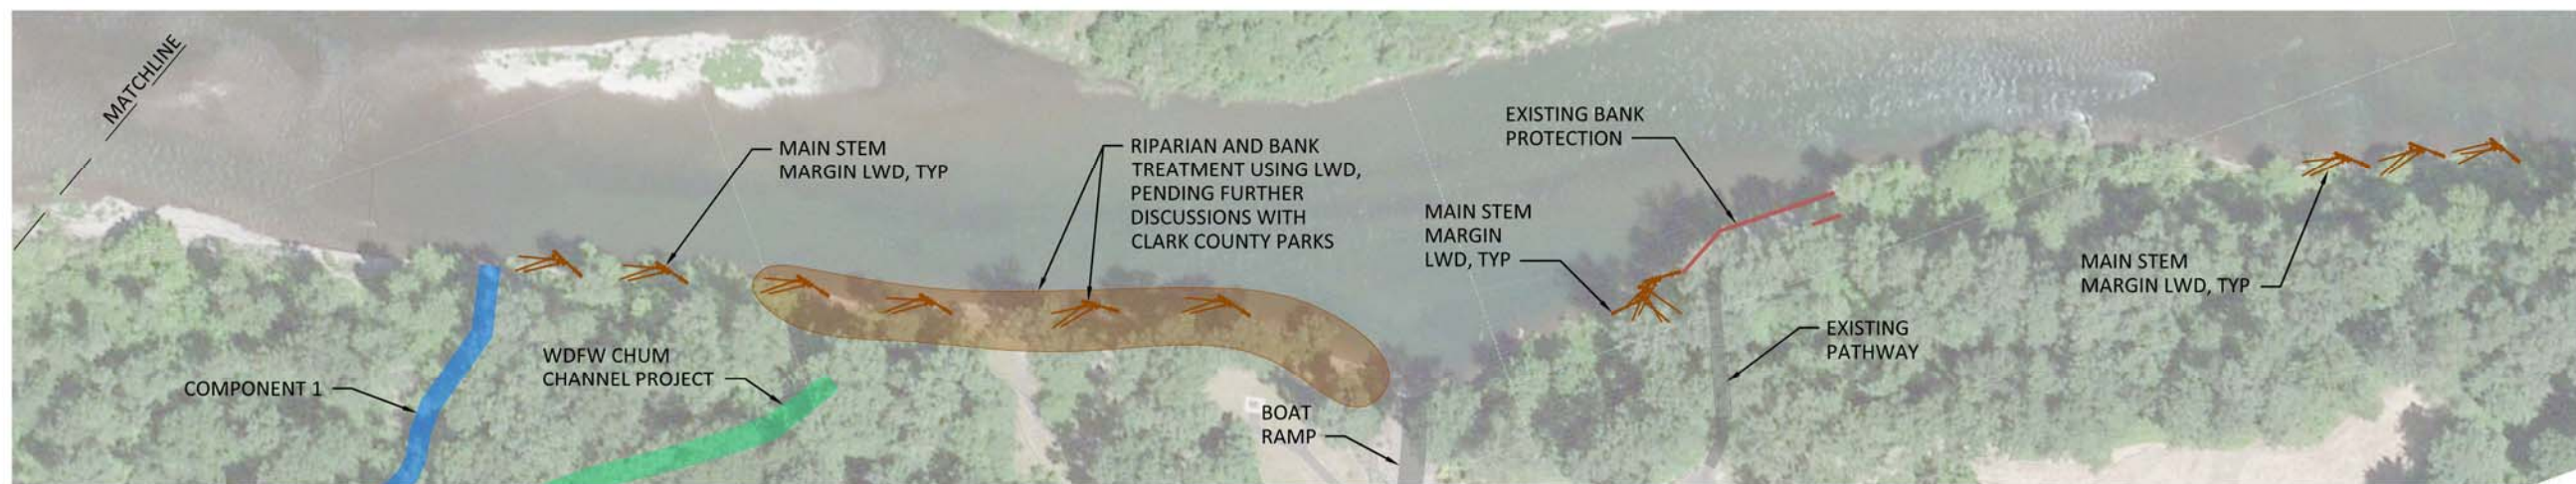 MATCHLINE
MAIN STEM
MARGIN LWD, TYP
RIPARIAN AND BANK
TREATMENT USING LWD,
PENDING FURTHER
DISCUSSIONS WITH
CLARK COUNTY PARKS
EXISTING BANK
PROTECTION
MAIN STEM
MARGIN
LWD, TYP
MAIN STEM
MARGIN LWD, TYP
EXISTING
PATHWAY
WDFW CHUM
CHANNEL PROJECT
COMPONENT 1
BOAT
RAMP